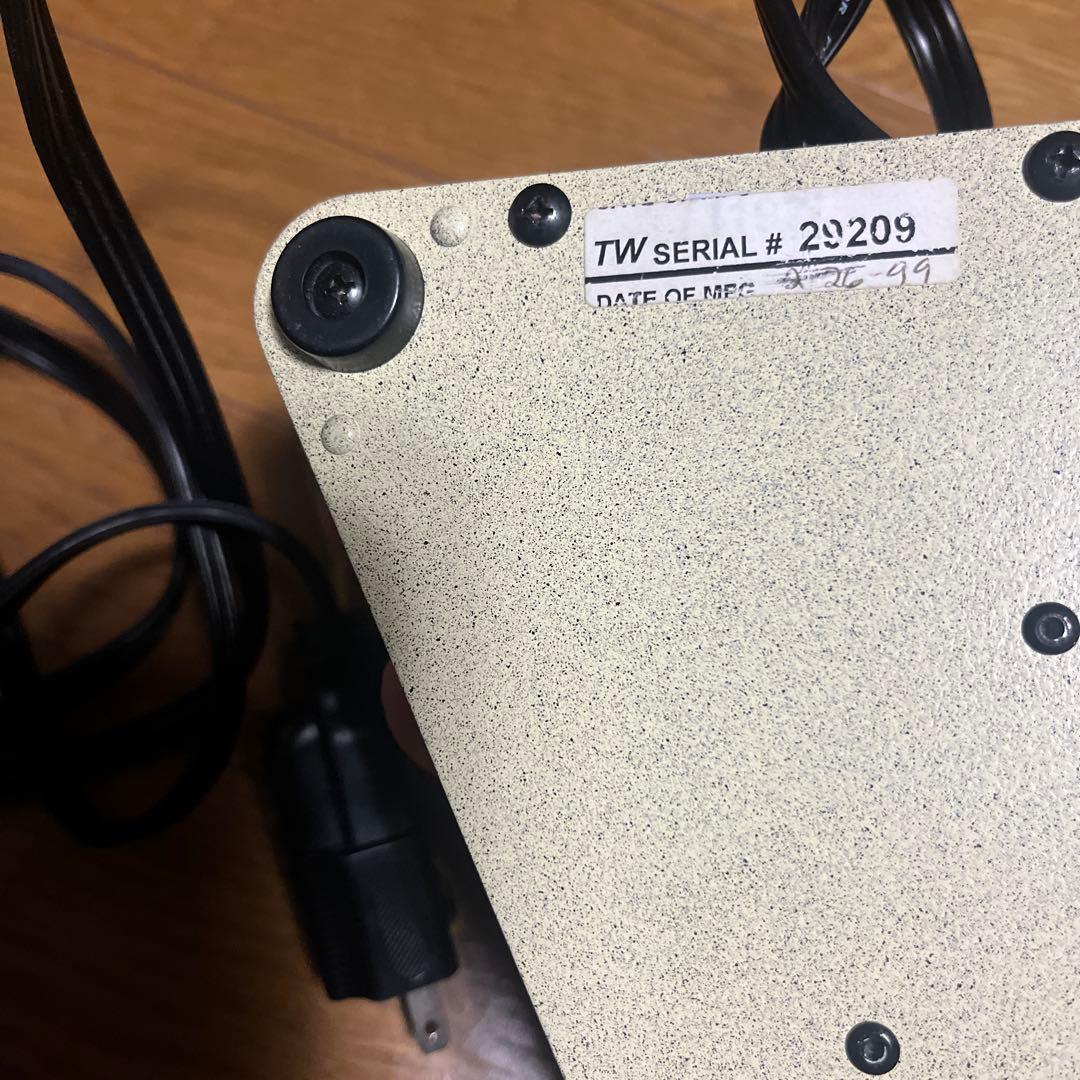 TW SERIAL # 29209
DATE OF MFG 2-26-99